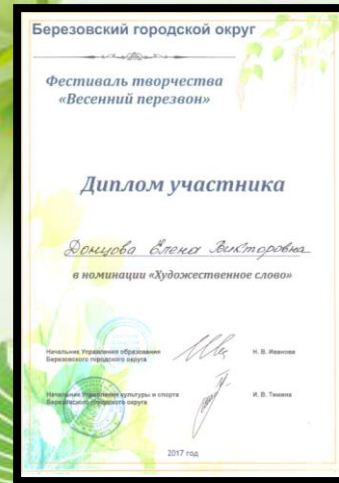 Березовский городской округ
Фестиваль творчества
«Весенний перезвон»
Диплом участника
Донцова Елена Викторовна
в номинации «Художественное слово»
Начальник Управления образования
Березовского городского округа
Н. В. Иванова
Начальник Управления культуры и спорта
Березовского городского округа
И. В. Тюкина
2017 год